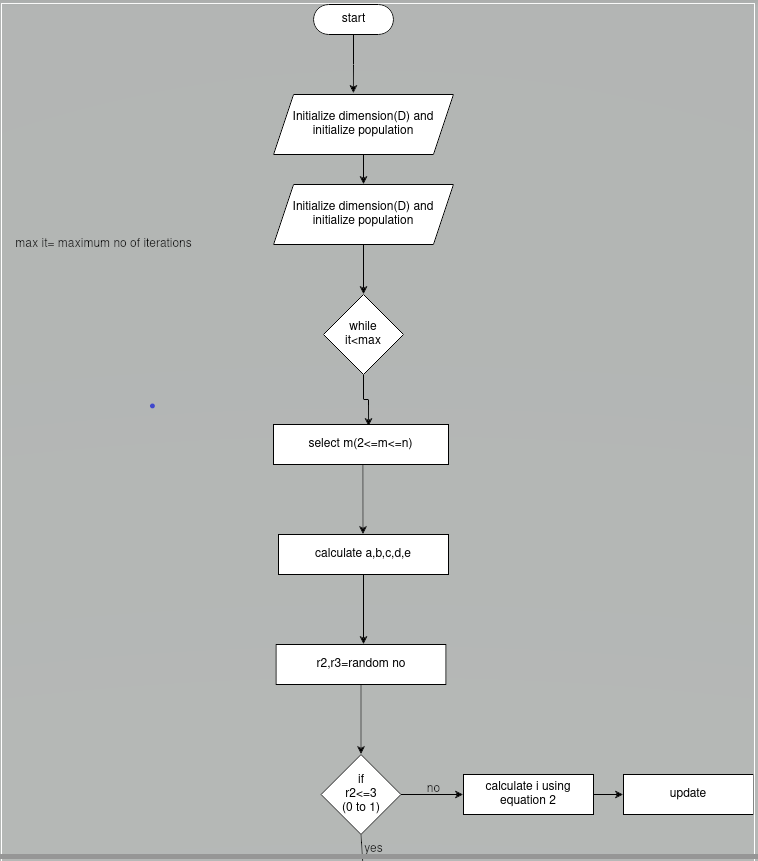 start
Initialize dimension(D) and
initialize population
Initialize dimension(D) and
initialize population
max it= maximum no of iterations
while
it<max
select m(2<=m<=n)
calculate a,b,c,d,e
r2,r3=random no
if
r2<=3
(0 to 1)
no
calculate i using
equation 2
update
yes